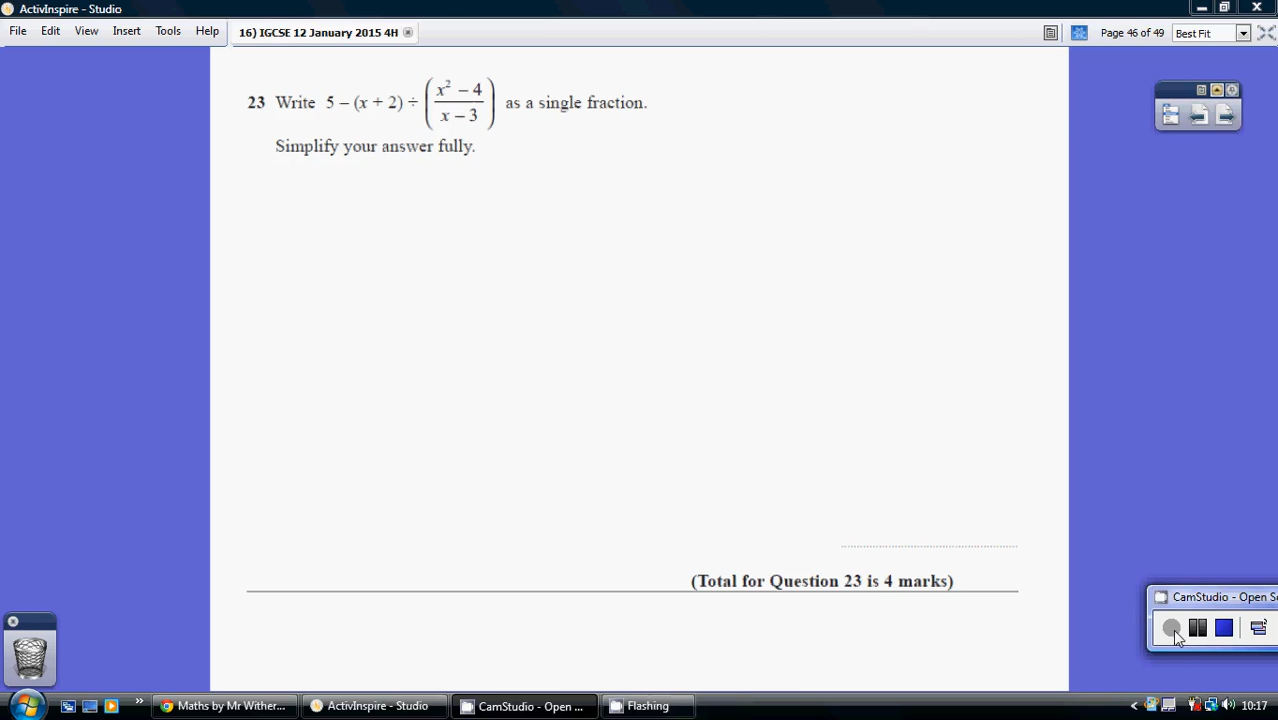 ActivInspire - Studio
File Edit View Insert Tools Help
16) IGCSE 12 January 2015 4H
Page 46 of 49
Best Fit
23 Write 5 – (x + 2) ÷ ( x² – 4 / x – 3 ) as a single fraction.
Simplify your answer fully.
(Total for Question 23 is 4 marks)
CamStudio - Open
Maths by Mr Wither...
ActivInspire - Studio
CamStudio - Open ...
Flashing
10:17